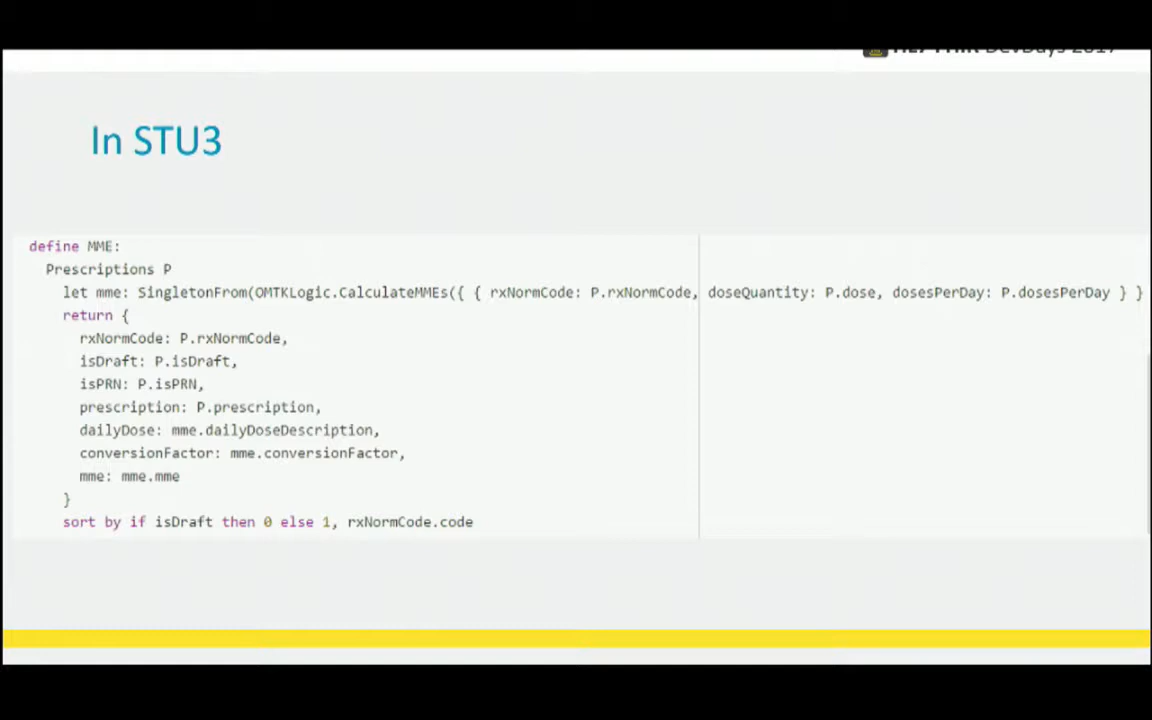 DevDays 2017
In STU3
define MME:
Prescriptions P
let mme: SingletonFrom(OMTKLogic.CalculateMMEs({ { rxNormCode: P.rxNormCode, doseQuantity: P.dose, dosesPerDay: P.dosesPerDay } }
return {
rxNormCode: P.rxNormCode,
isDraft: P.isDraft,
isPRN: P.isPRN,
prescription: P.prescription,
dailyDose: mme.dailyDoseDescription,
conversionFactor: mme.conversionFactor,
mme: mme.mme
}
sort by if isDraft then 0 else 1, rxNormCode.code